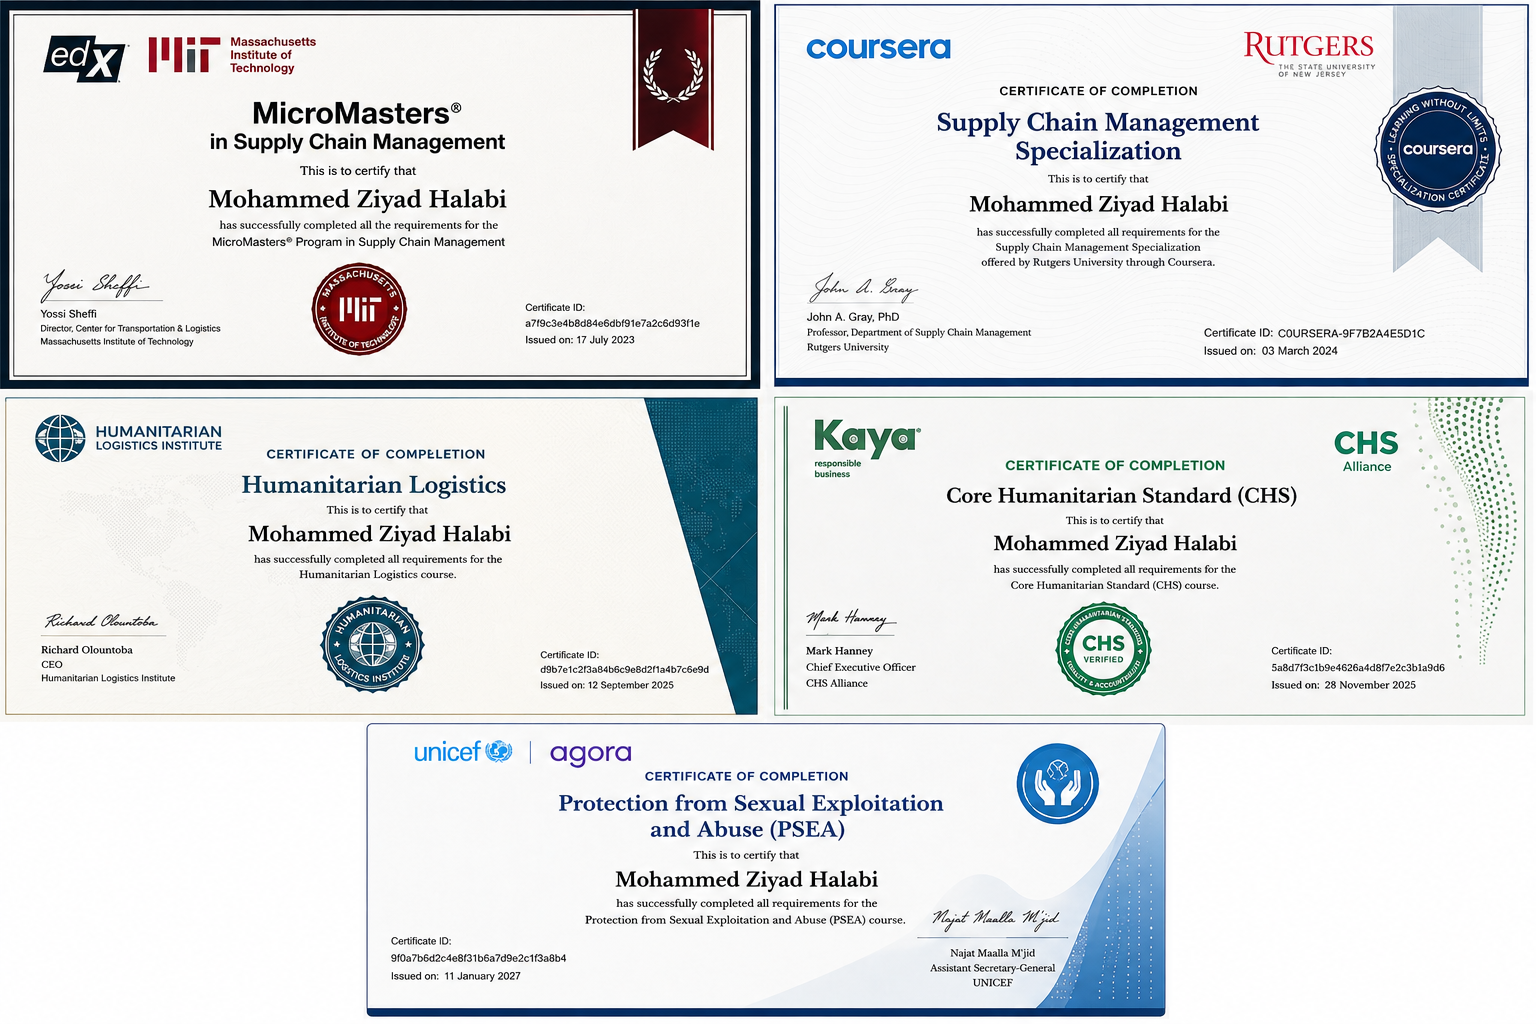 edX
MIT Massachusetts
Institute of
Technology
MicroMasters®
in Supply Chain Management
This is to certify that
Mohammed Ziyad Halabi
has successfully completed all the requirements for the
MicroMasters® Program in Supply Chain Management
Yossi Sheffi
Yossi Sheffi
Director, Center for Transportation & Logistics
Massachusetts Institute of Technology
MASSACHUSETTS
MIT
INSTITUTE OF TECHNOLOGY
Certificate ID:
a7f9c3e4b8d84e6dbf91e7a2c6d93f1e
Issued on: 17 July 2023
coursera
RUTGERS
THE STATE UNIVERSITY
OF NEW JERSEY
CERTIFICATE OF COMPLETION
Supply Chain Management
Specialization
This is to certify that
Mohammed Ziyad Halabi
has successfully completed all requirements for the
Supply Chain Management Specialization
offered by Rutgers University through Coursera.
LEARNING WITHOUT LIMITS
coursera
SPECIALIZATION CERTIFICATE
John A. Gray
John A. Gray, PhD
Professor, Department of Supply Chain Management
Rutgers University
Certificate ID: C0URSERA-9F7B2A4E5D1C
Issued on: 03 March 2024
HUMANITARIAN
LOGISTICS INSTITUTE
CERTIFICATE OF COMPLETION
Humanitarian Logistics
This is to certify that
Mohammed Ziyad Halabi
has successfully completed all requirements for the
Humanitarian Logistics course.
Richard Olountoba
Richard Olountoba
CEO
Humanitarian Logistics Institute
HUMANITARIAN
LOGISTICS INSTITUTE
Certificate ID:
d9b7e1c2f3a84b6c9e8d2f1a4b7c6e9d
Issued on: 12 September 2025
Kaya
responsible
business
CHS
Alliance
CERTIFICATE OF COMPLETION
Core Humanitarian Standard (CHS)
This is to certify that
Mohammed Ziyad Halabi
has successfully completed all requirements for the
Core Humanitarian Standard (CHS) course.
Mark Hanney
Mark Hanney
Chief Executive Officer
CHS Alliance
CHS
VERIFIED
Certificate ID:
5a8d7f3c1b9e4626a4d8f7e2c3b1a9d6
Issued on: 28 November 2025
unicef | agora
CERTIFICATE OF COMPLETION
Protection from Sexual Exploitation
and Abuse (PSEA)
This is to certify that
Mohammed Ziyad Halabi
has successfully completed all requirements for the
Protection from Sexual Exploitation and Abuse (PSEA) course.
Certificate ID:
9f0a7b6d2c4e8f31b6a7d9e2c1f3a8b4
Issued on: 11 January 2027
Najat Maalla M'jid
Najat Maalla M'jid
Assistant Secretary-General
UNICEF